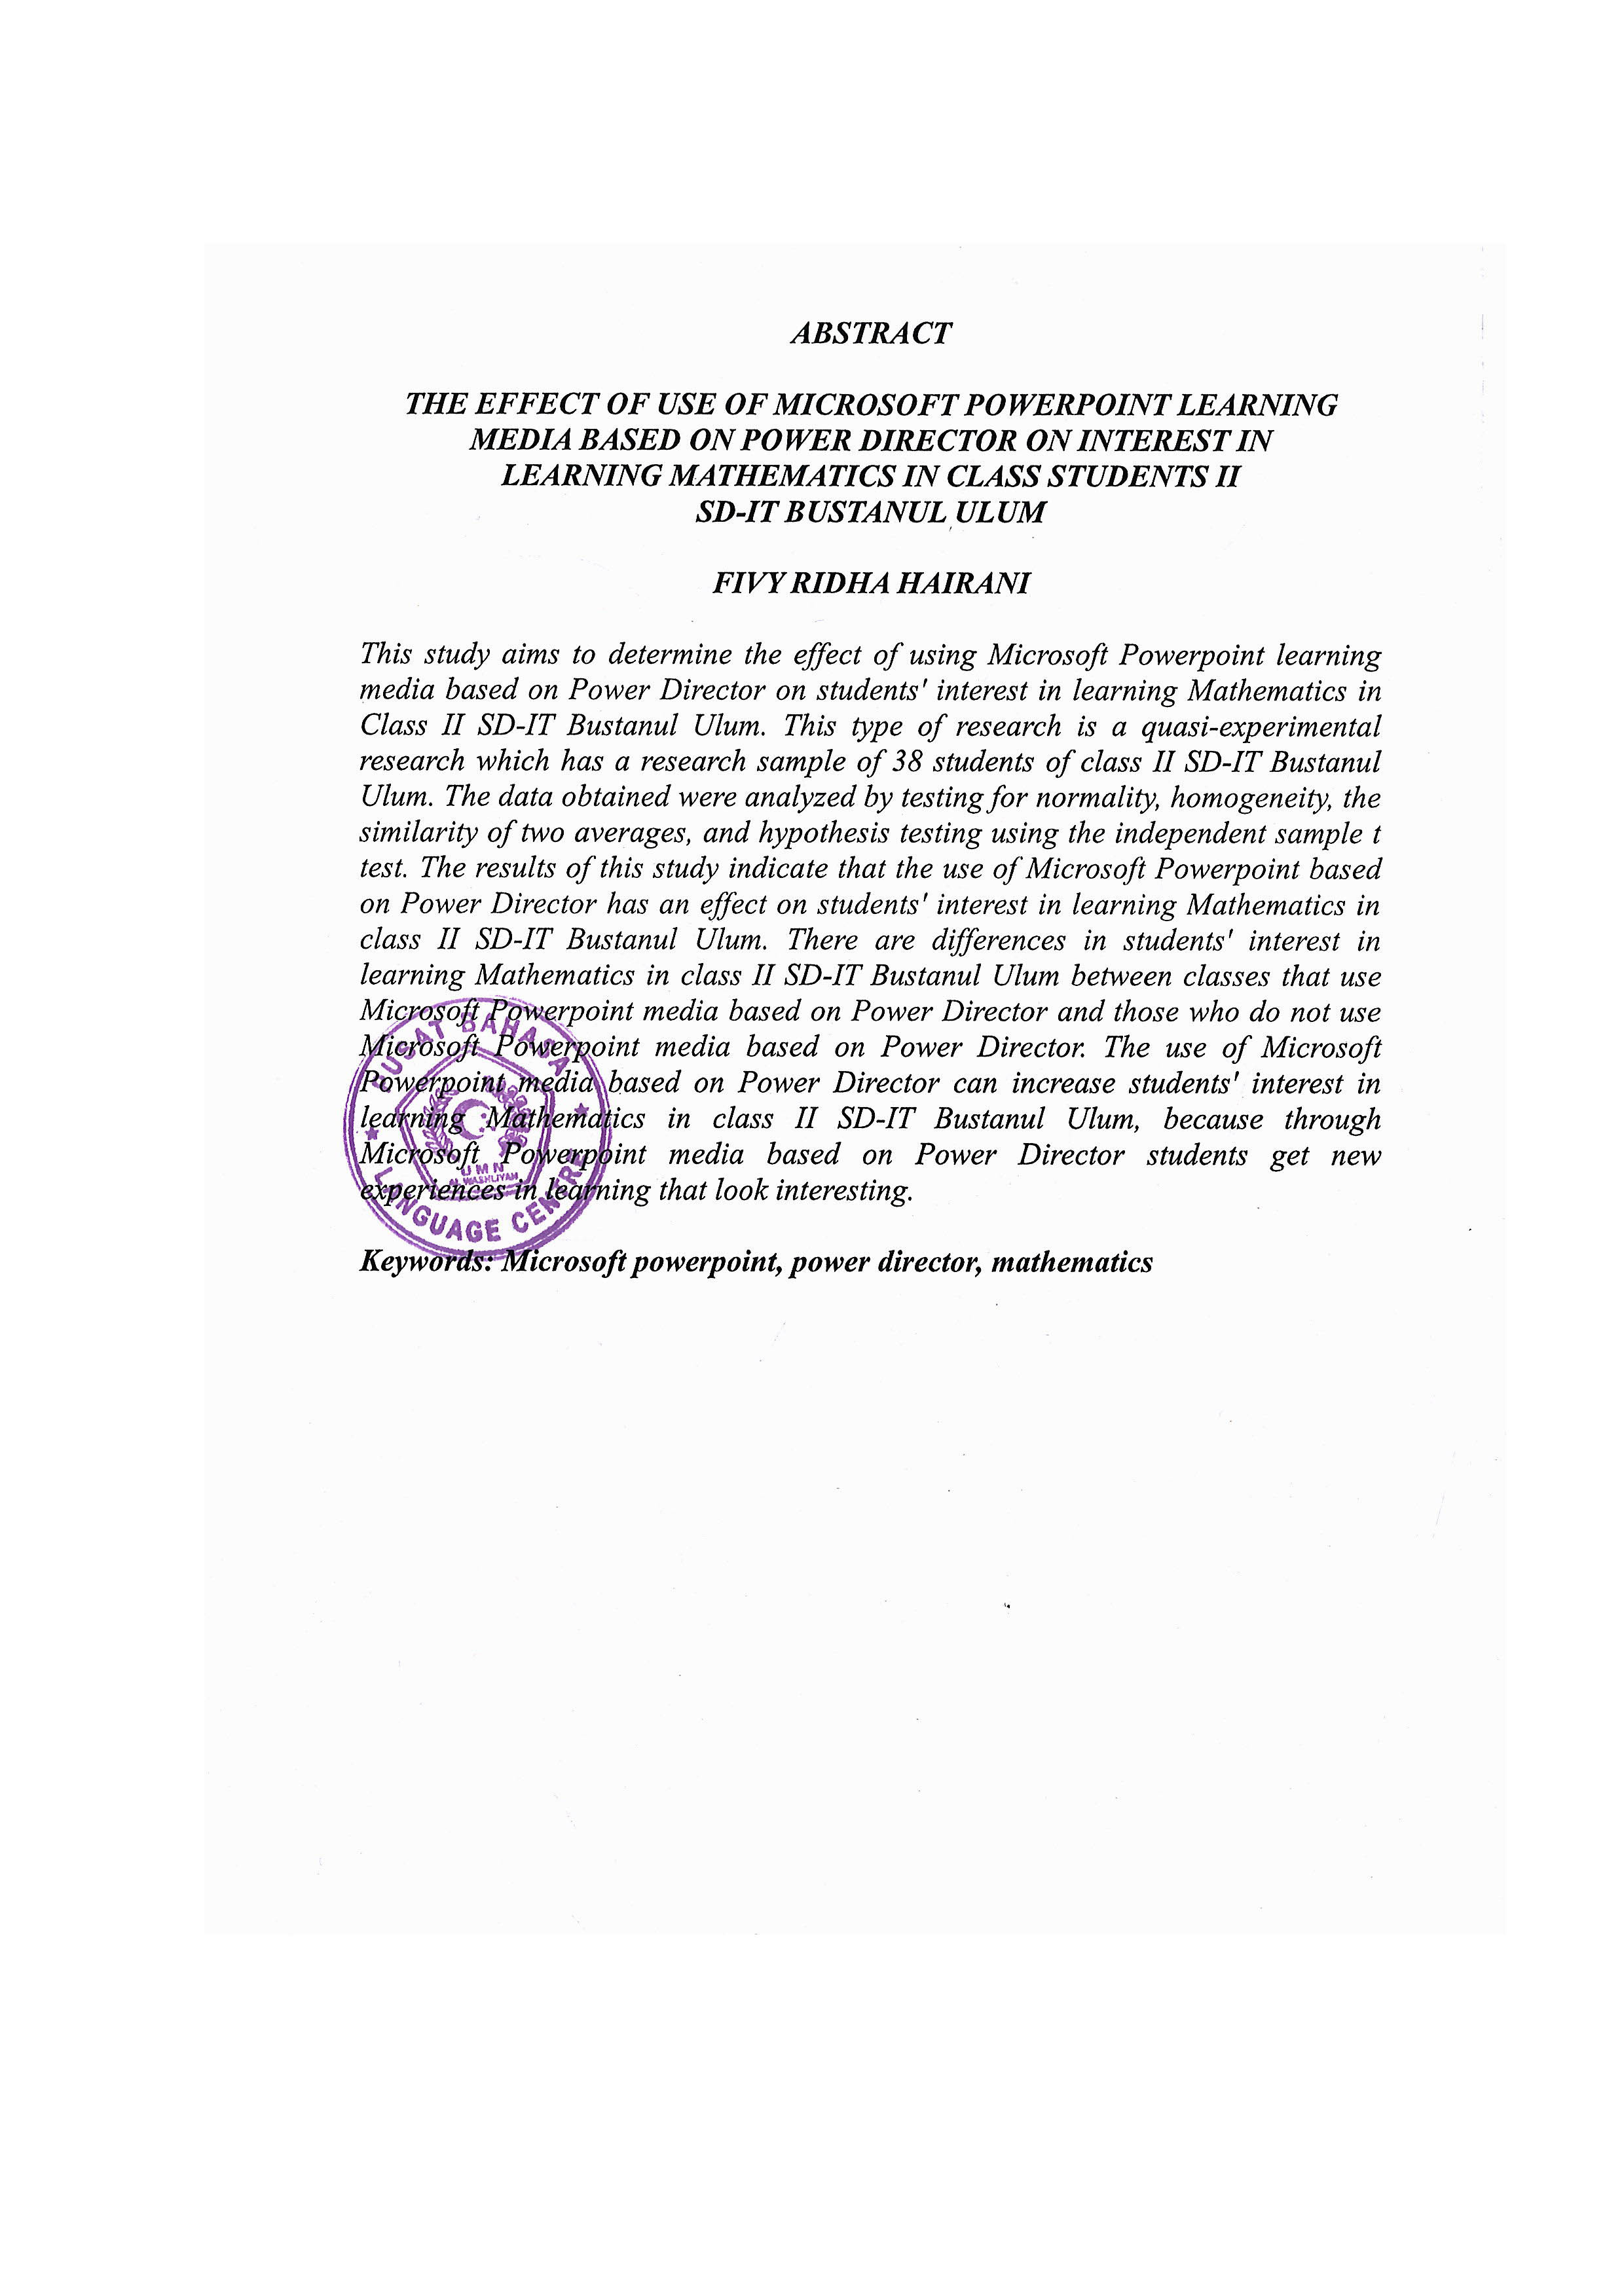 ABSTRACT
THE EFFECT OF USE OF MICROSOFT POWERPOINT LEARNING
MEDIA BASED ON POWER DIRECTOR ON INTEREST IN
LEARNING MATHEMATICS IN CLASS STUDENTS II
SD-IT BUSTANUL ULUM
FIVY RIDHA HAIRANI
This study aims to determine the effect of using Microsoft Powerpoint learning
media based on Power Director on students' interest in learning Mathematics in
Class II SD-IT Bustanul Ulum. This type of research is a quasi-experimental
research which has a research sample of 38 students of class II SD-IT Bustanul
Ulum. The data obtained were analyzed by testing for normality, homogeneity, the
similarity of two averages, and hypothesis testing using the independent sample t
test. The results of this study indicate that the use of Microsoft Powerpoint based
on Power Director has an effect on students' interest in learning Mathematics in
class II SD-IT Bustanul Ulum. There are differences in students' interest in
learning Mathematics in class II SD-IT Bustanul Ulum between classes that use
Microsoft Powerpoint media based on Power Director and those who do not use
Microsoft Powerpoint media based on Power Director. The use of Microsoft
Powerpoint media based on Power Director can increase students' interest in
learning Mathematics in class II SD-IT Bustanul Ulum, because through
Microsoft Powerpoint media based on Power Director students get new
experiences in learning that look interesting.
Keywords: Microsoft powerpoint, power director, mathematics
PUSAT BAHASA
UMN
AL WASHLIYAH
LANGUAGE CENTRE